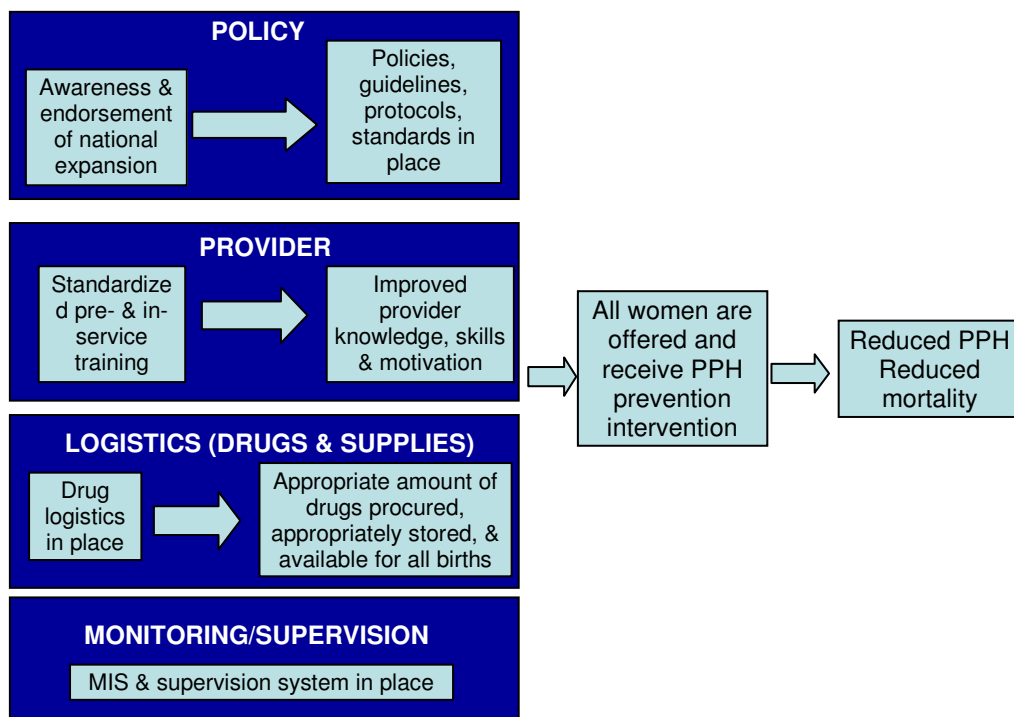 POLICY
Awareness &
endorsement
of national
expansion
Policies,
guidelines,
protocols,
standards in
place
PROVIDER
Standardize
d pre- & in-
service
training
Improved
provider
knowledge, skills
& motivation
LOGISTICS (DRUGS & SUPPLIES)
Drug
logistics
in place
Appropriate amount of
drugs procured,
appropriately stored, &
available for all births
MONITORING/SUPERVISION
MIS & supervision system in place
All women are
offered and
receive PPH
prevention
intervention
Reduced PPH
Reduced
mortality